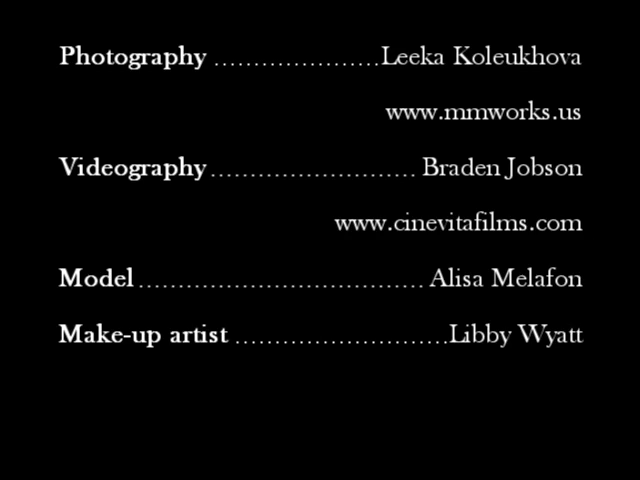 Photography ......................Leeka Koleukhova
www.mmworks.us
Videography........................... Braden Jobson
www.cinevitafilms.com
Model..................................... Alisa Melafon
Make-up artist ............................Libby Wyatt